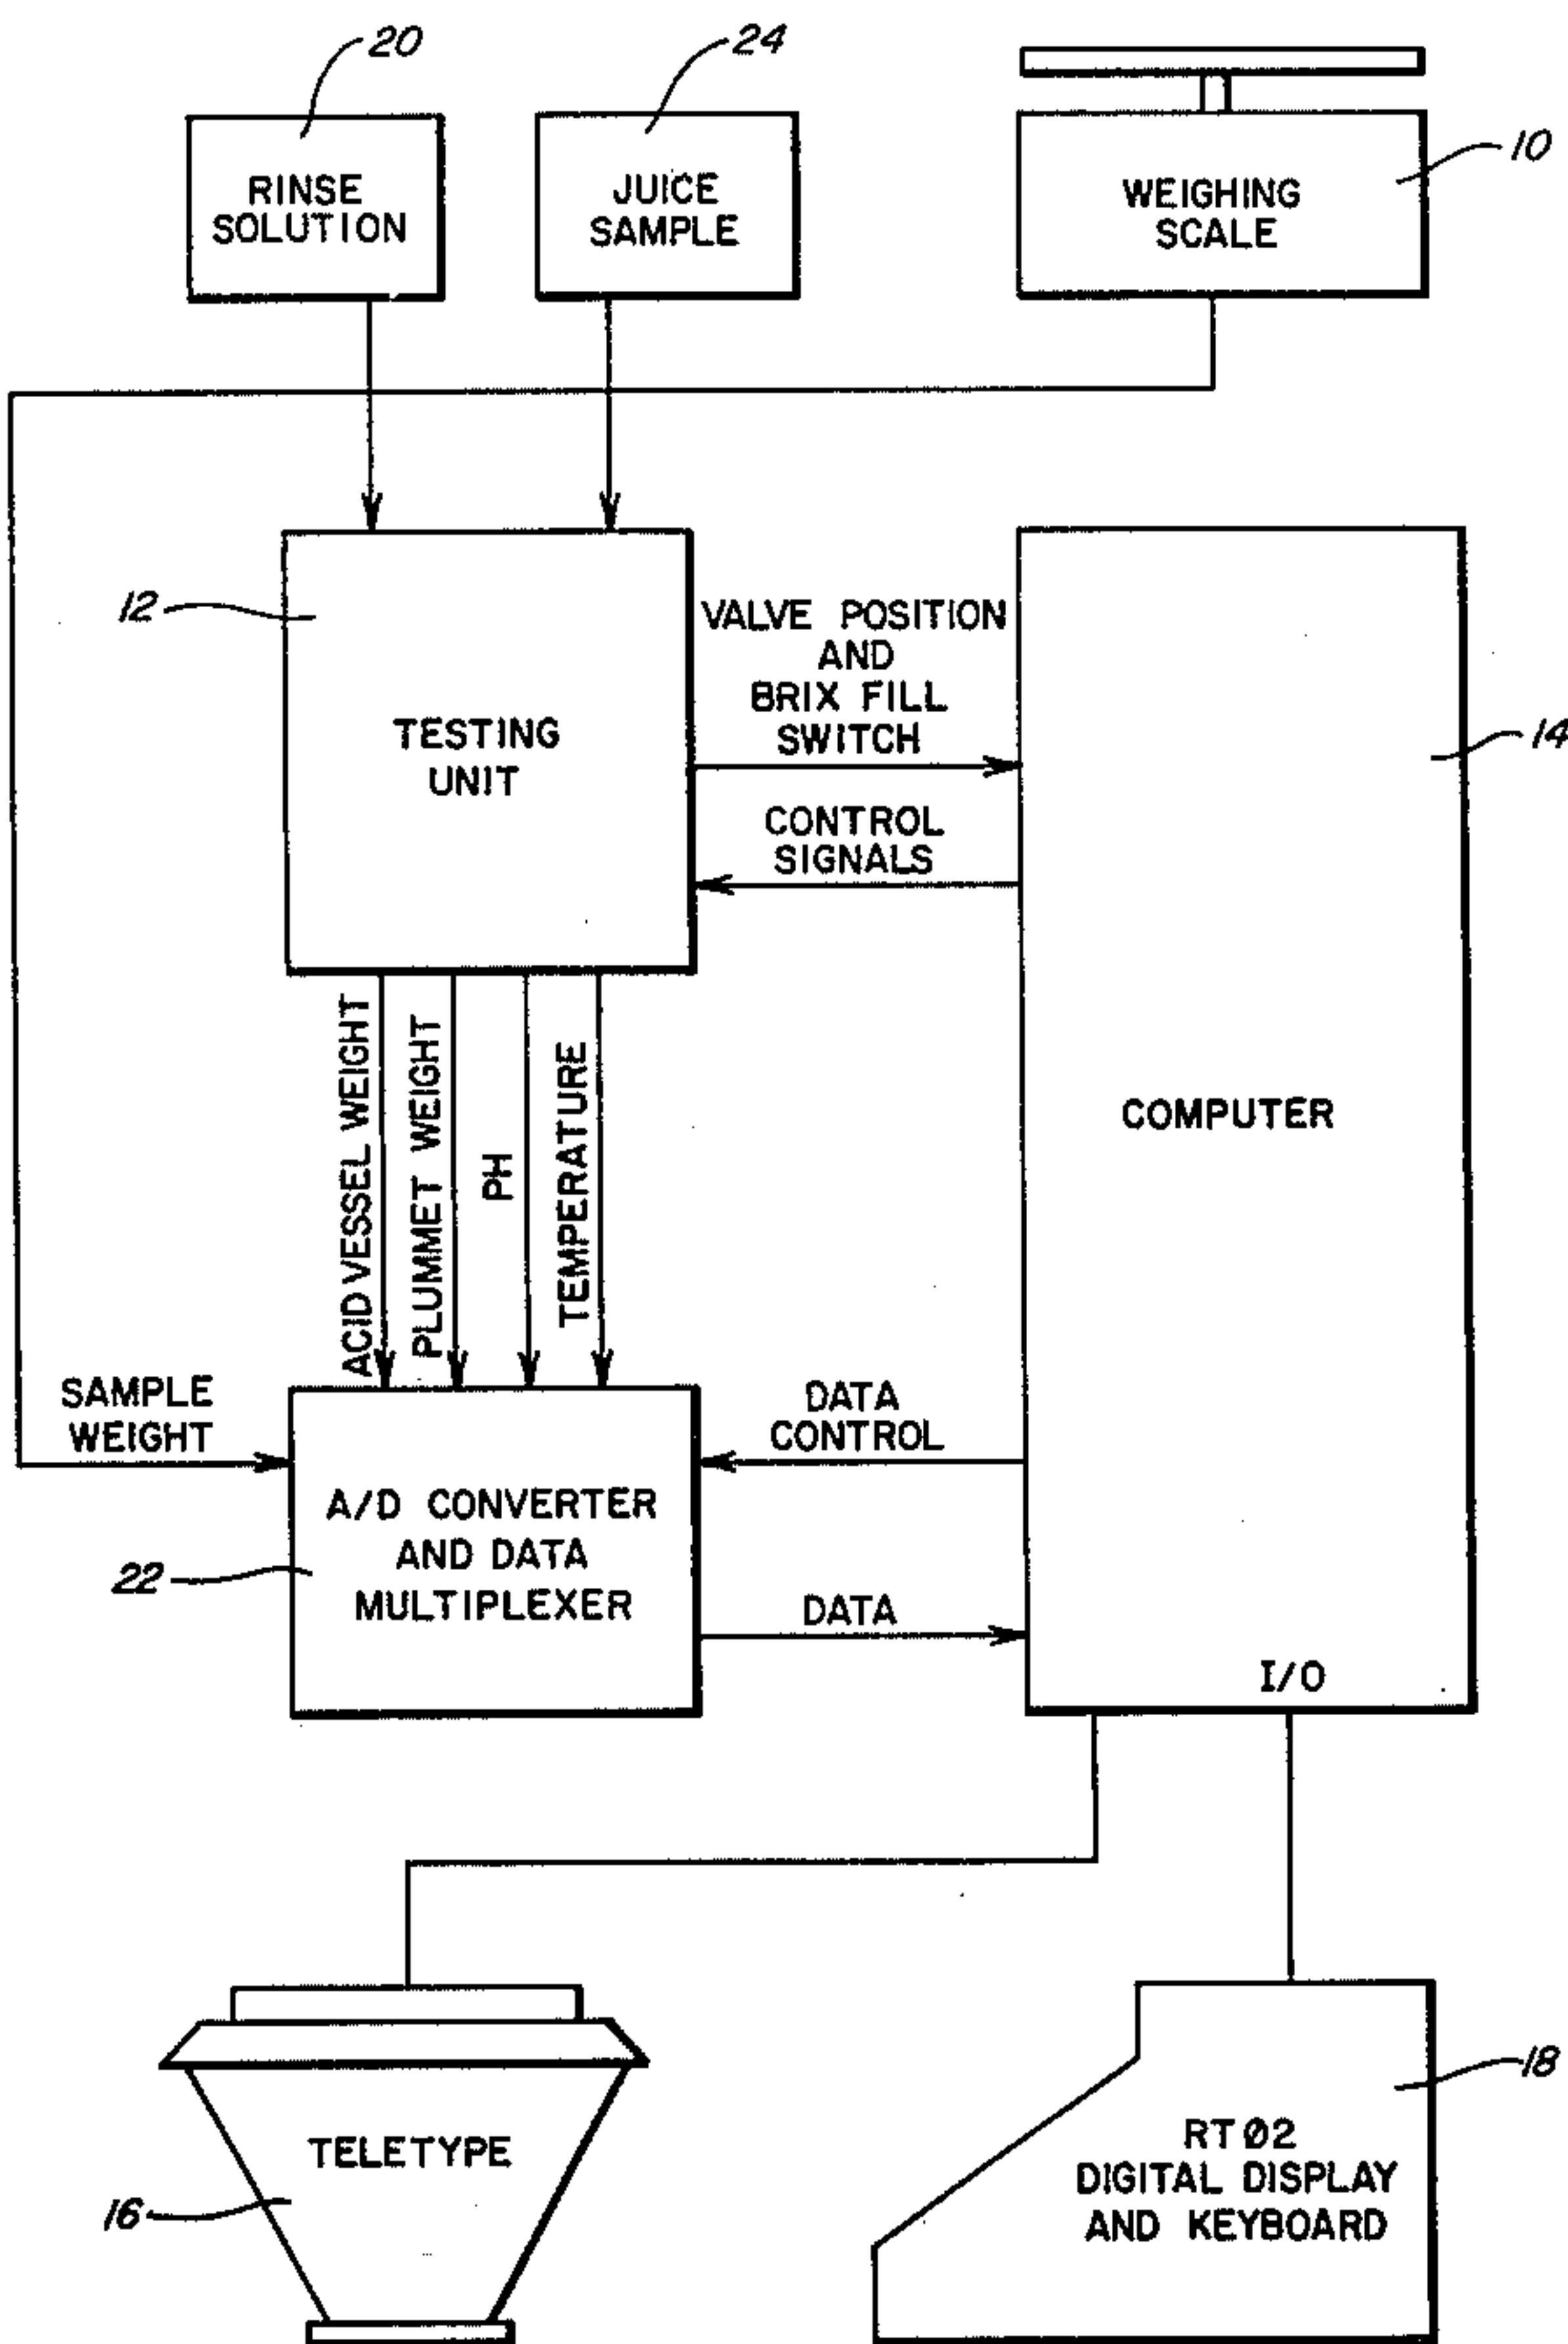 20
24
10
RINSE
SOLUTION
JUICE
SAMPLE
WEIGHING
SCALE
12
TESTING
UNIT
VALVE POSITION
AND
BRIX FILL
SWITCH
CONTROL
SIGNALS
14
COMPUTER
ACID VESSEL WEIGHT
PLUMMET WEIGHT
PH
TEMPERATURE
SAMPLE
WEIGHT
DATA
CONTROL
A/D CONVERTER
AND DATA
MULTIPLEXER
22
DATA
I/O
TELETYPE
16
18
RTØ2
DIGITAL DISPLAY
AND KEYBOARD